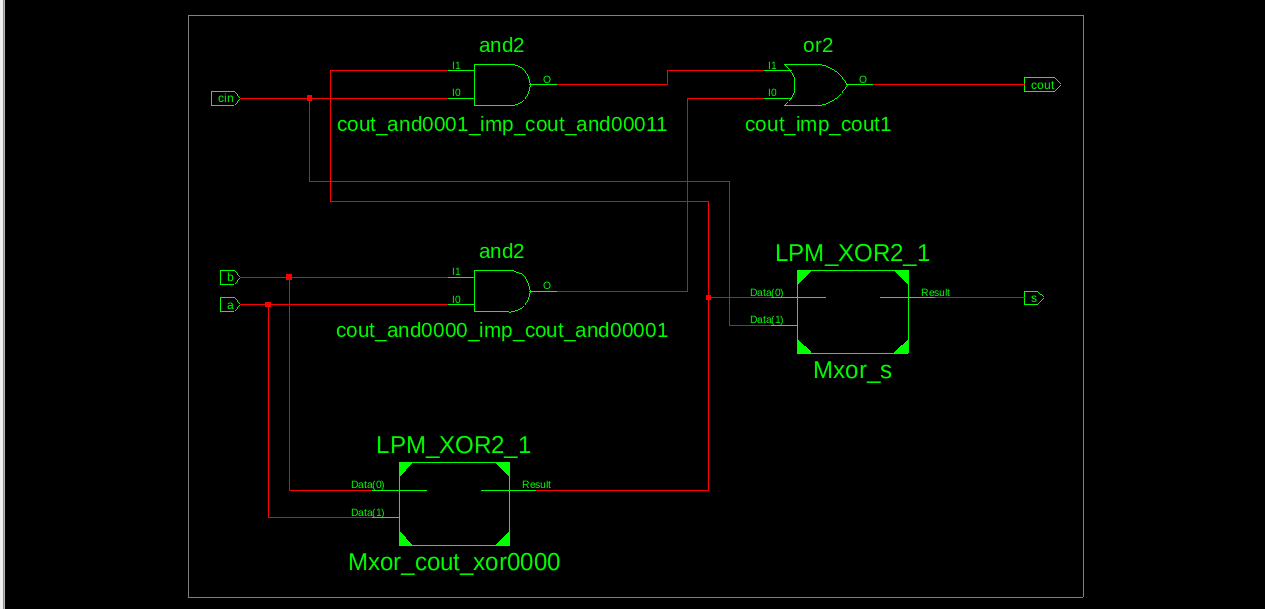 and2
or2
I1
O
I0
I1
O
I0
cin
cout
cout_and0001_imp_cout_and00011
cout_imp_cout1
and2
LPM_XOR2_1
I1
O
I0
b
a
Data(0)
Result
s
Data(1)
cout_and0000_imp_cout_and00001
Mxor_s
LPM_XOR2_1
Data(0)
Result
Data(1)
Mxor_cout_xor0000